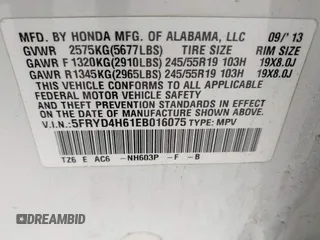 MFD. BY HONDA MFG. OF ALABAMA, LLC 09/'13
GVWR 2575KG(5677LBS) TIRE SIZE RIM SIZE
GAWR F 1320KG(2910LBS) 245/55R19 103H 19X8.0J
GAWR R1345KG(2965LBS) 245/55R19 103H 19X8.0J
THIS VEHICLE CONFORMS TO ALL APPLICABLE
FEDERAL MOTOR VEHICLE SAFETY AND THEFT
PREVENTION STANDARDS IN EFFECT ON THE DATE
OF MANUFACTURE SHOWN ABOVE.
V.I.N.: 5FRYD4H61EB016075 TYPE: MPV
TZ6 E AC6 -NH603P -F -B
AUTOBIDMASTER